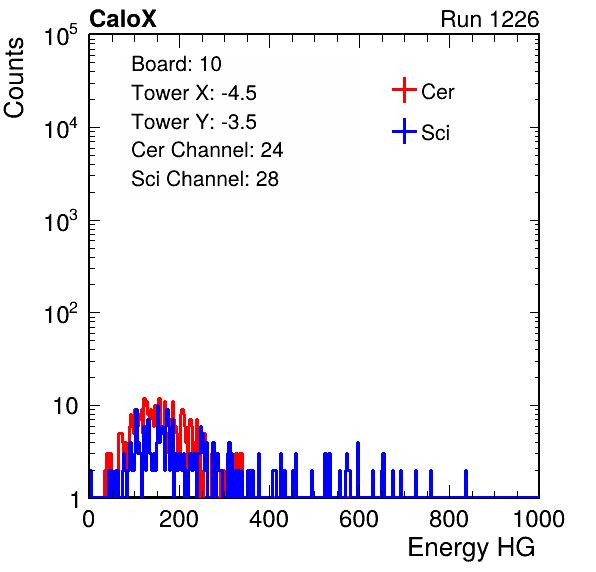 CaloX Run 1226
Counts
10^5
10^4
10^3
10^2
10
1
Board: 10
Tower X: -4.5
Tower Y: -3.5
Cer Channel: 24
Sci Channel: 28
Cer
Sci
0 200 400 600 800 1000
Energy HG